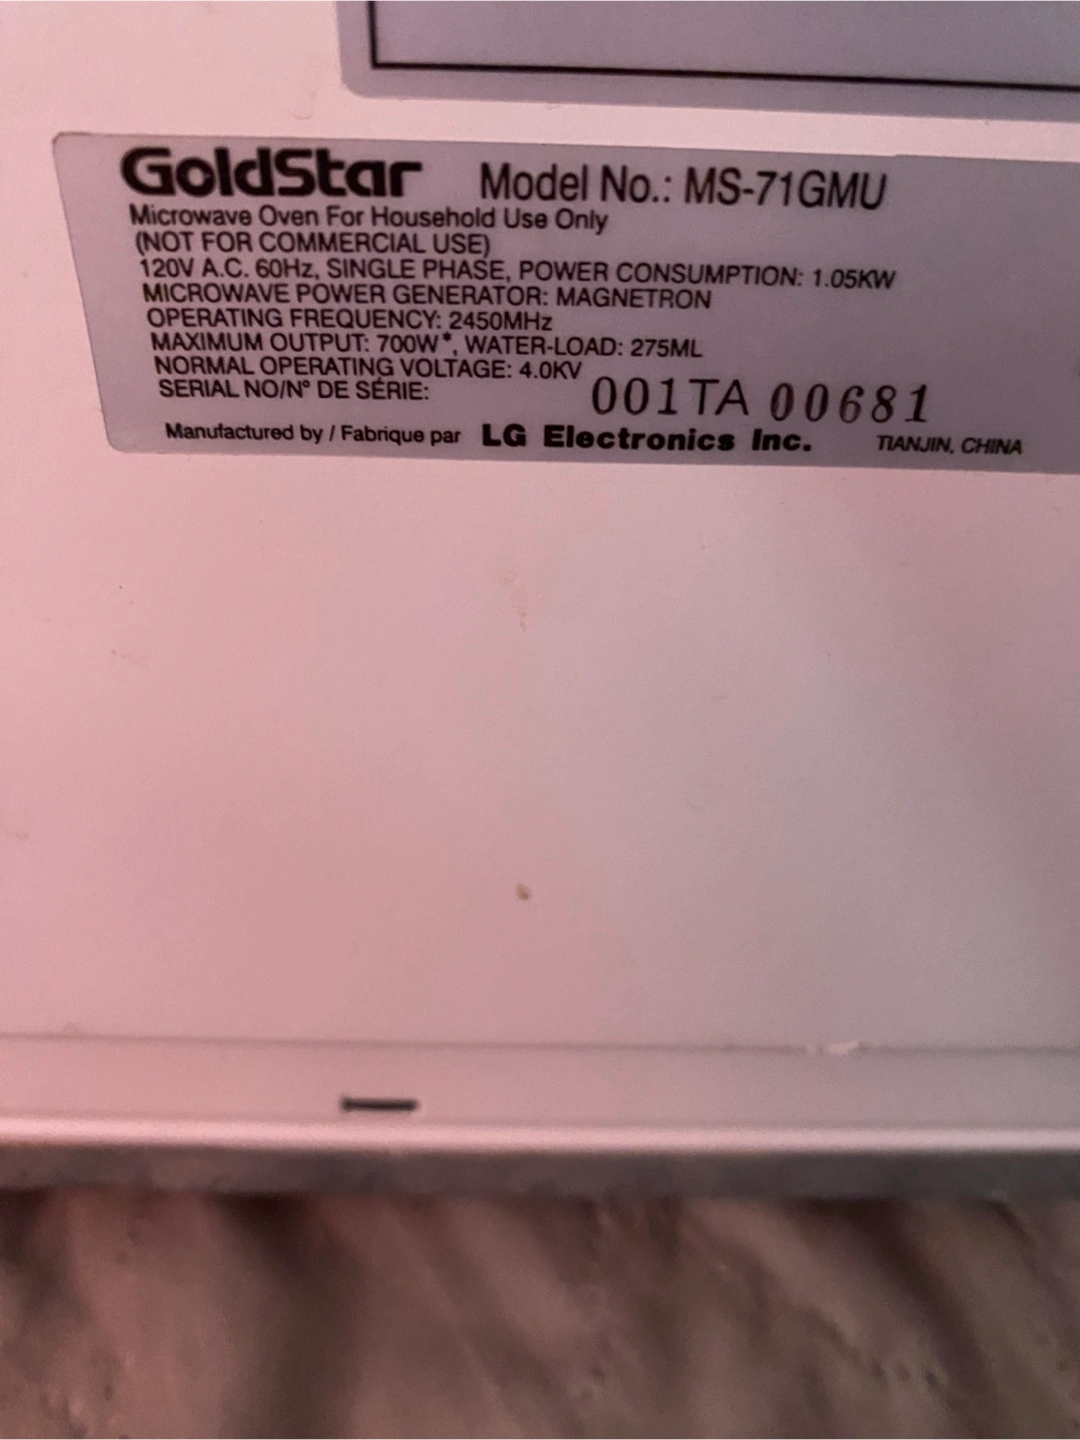 GoldStar Model No.: MS-71GMU
Microwave Oven For Household Use Only
(NOT FOR COMMERCIAL USE)
120V A.C. 60Hz, SINGLE PHASE, POWER CONSUMPTION: 1.05KW
MICROWAVE POWER GENERATOR: MAGNETRON
OPERATING FREQUENCY: 2450MHz
MAXIMUM OUTPUT: 700W*, WATER-LOAD: 275ML
NORMAL OPERATING VOLTAGE: 4.0KV
SERIAL NO/N° DE SÉRIE: 001TA 00681
Manufactured by / Fabrique par LG Electronics Inc. TIANJIN, CHINA